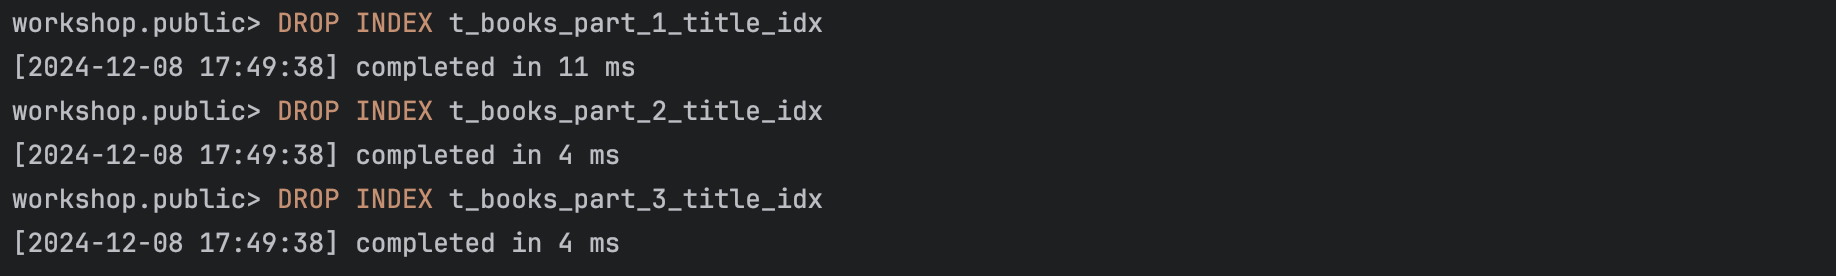 workshop.public> DROP INDEX t_books_part_1_title_idx
[2024-12-08 17:49:38] completed in 11 ms
workshop.public> DROP INDEX t_books_part_2_title_idx
[2024-12-08 17:49:38] completed in 4 ms
workshop.public> DROP INDEX t_books_part_3_title_idx
[2024-12-08 17:49:38] completed in 4 ms